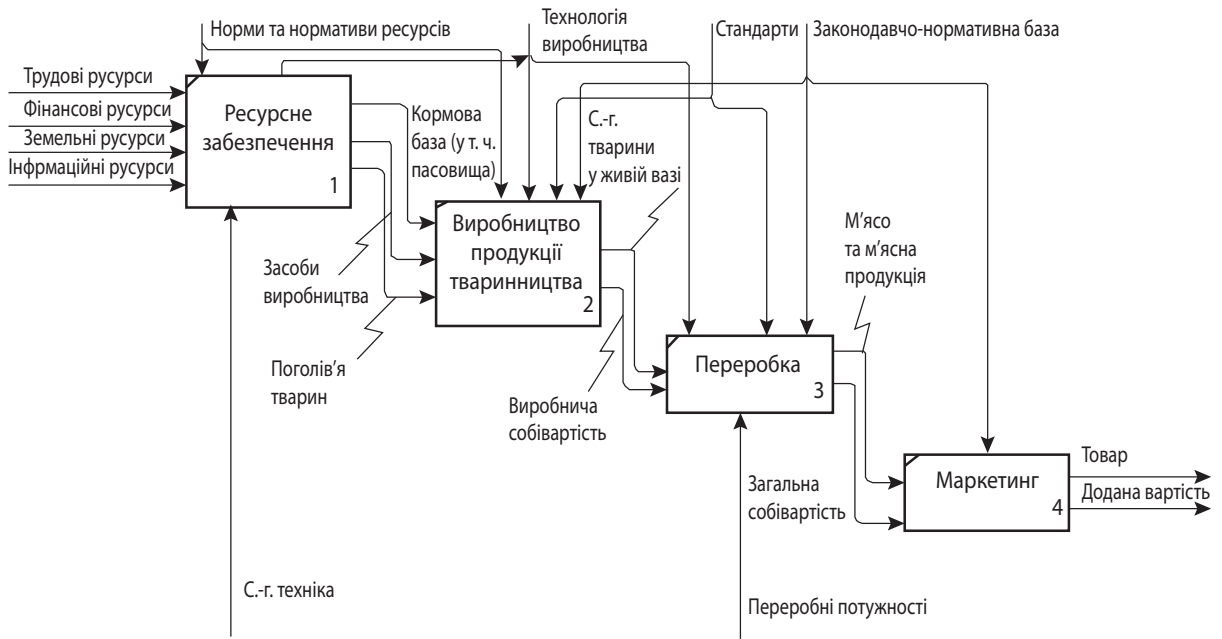 Норми та нормативи ресурсів
Технологія
виробництва
Стандарти
Законодавчо-нормативна база
Трудові русурси
Фінансові русурси
Земельні русурси
Інфрмаційні русурси
Ресурсне
забезпечення
1
Кормова
база (у т. ч.
пасовища)
С.-г.
тварини
у живій вазі
Засоби
виробництва
Виробництво
продукції
тваринництва
2
М'ясо
та м'ясна
продукція
Поголів'я
тварин
Виробнича
собівартість
Переробка
3
Загальна
собівартість
Маркетинг
4
Товар
Додана вартість
С.-г. техніка
Переробні потужності